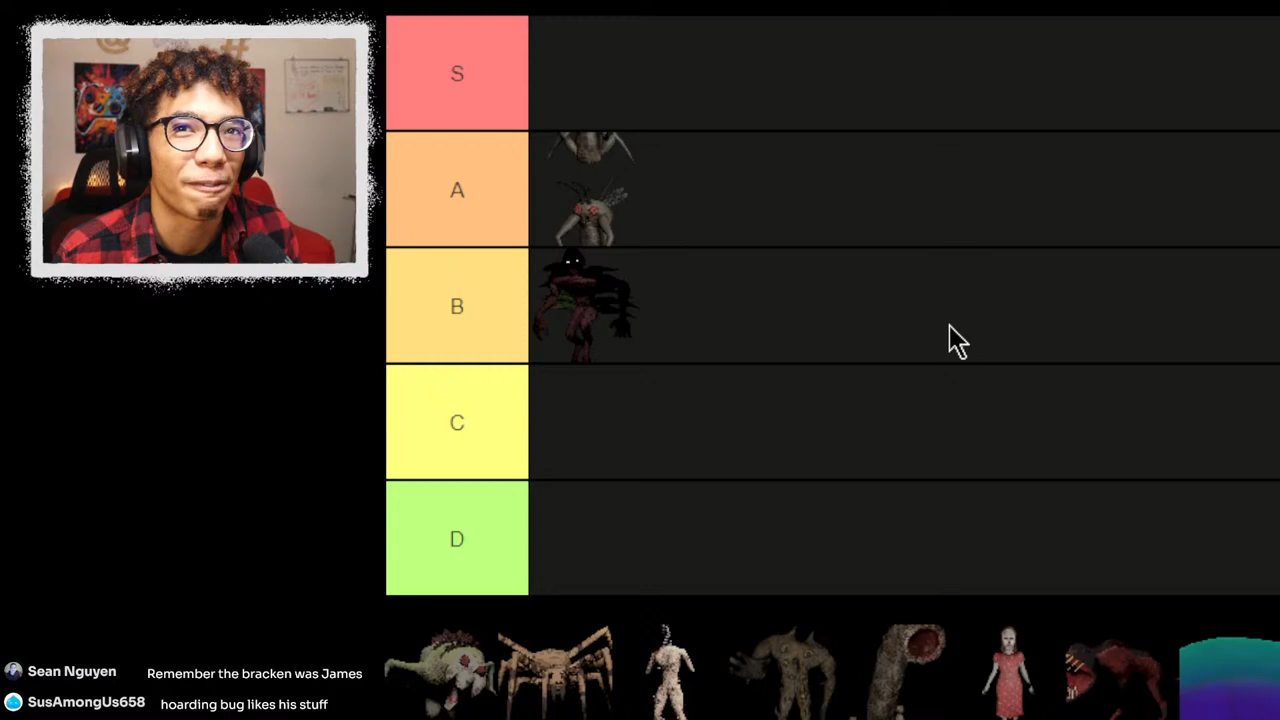 @ #
S
A
B
C
D
Sean Nguyen Remember the bracken was James
SusAmongUs658 hoarding bug likes his stuff